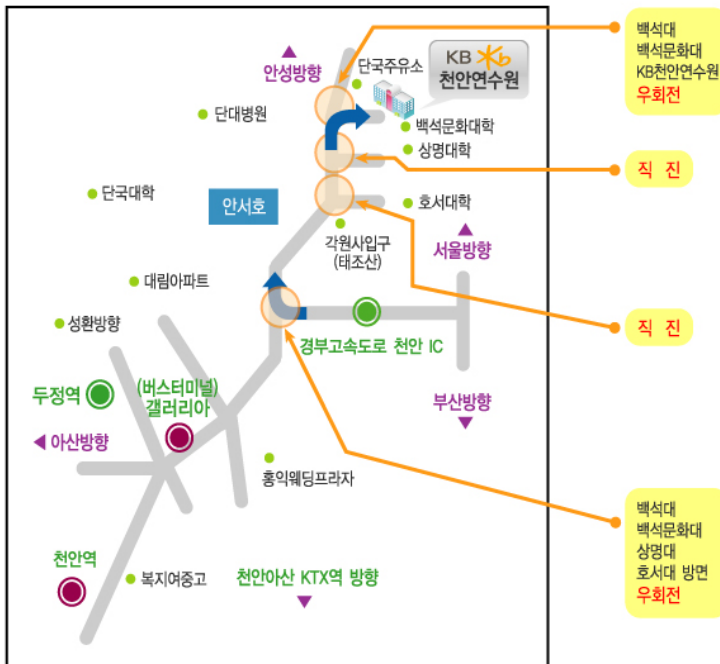 안성방향
단국주유소
KB
천안연수원
단대병원
백석문화대학
상명대학
단국대학
안서호
호서대학
각원사입구
(태조산)
서울방향
대림아파트
성환방향
경부고속도로 천안 IC
두정역
(버스터미널)
갤러리아
부산방향
아산방향
홍익웨딩프라자
천안역
복지여중고
천안아산 KTX역 방향
백석대
백석문화대
KB천안연수원
우회전
직 진
직 진
백석대
백석문화대
상명대
호서대 방면
우회전